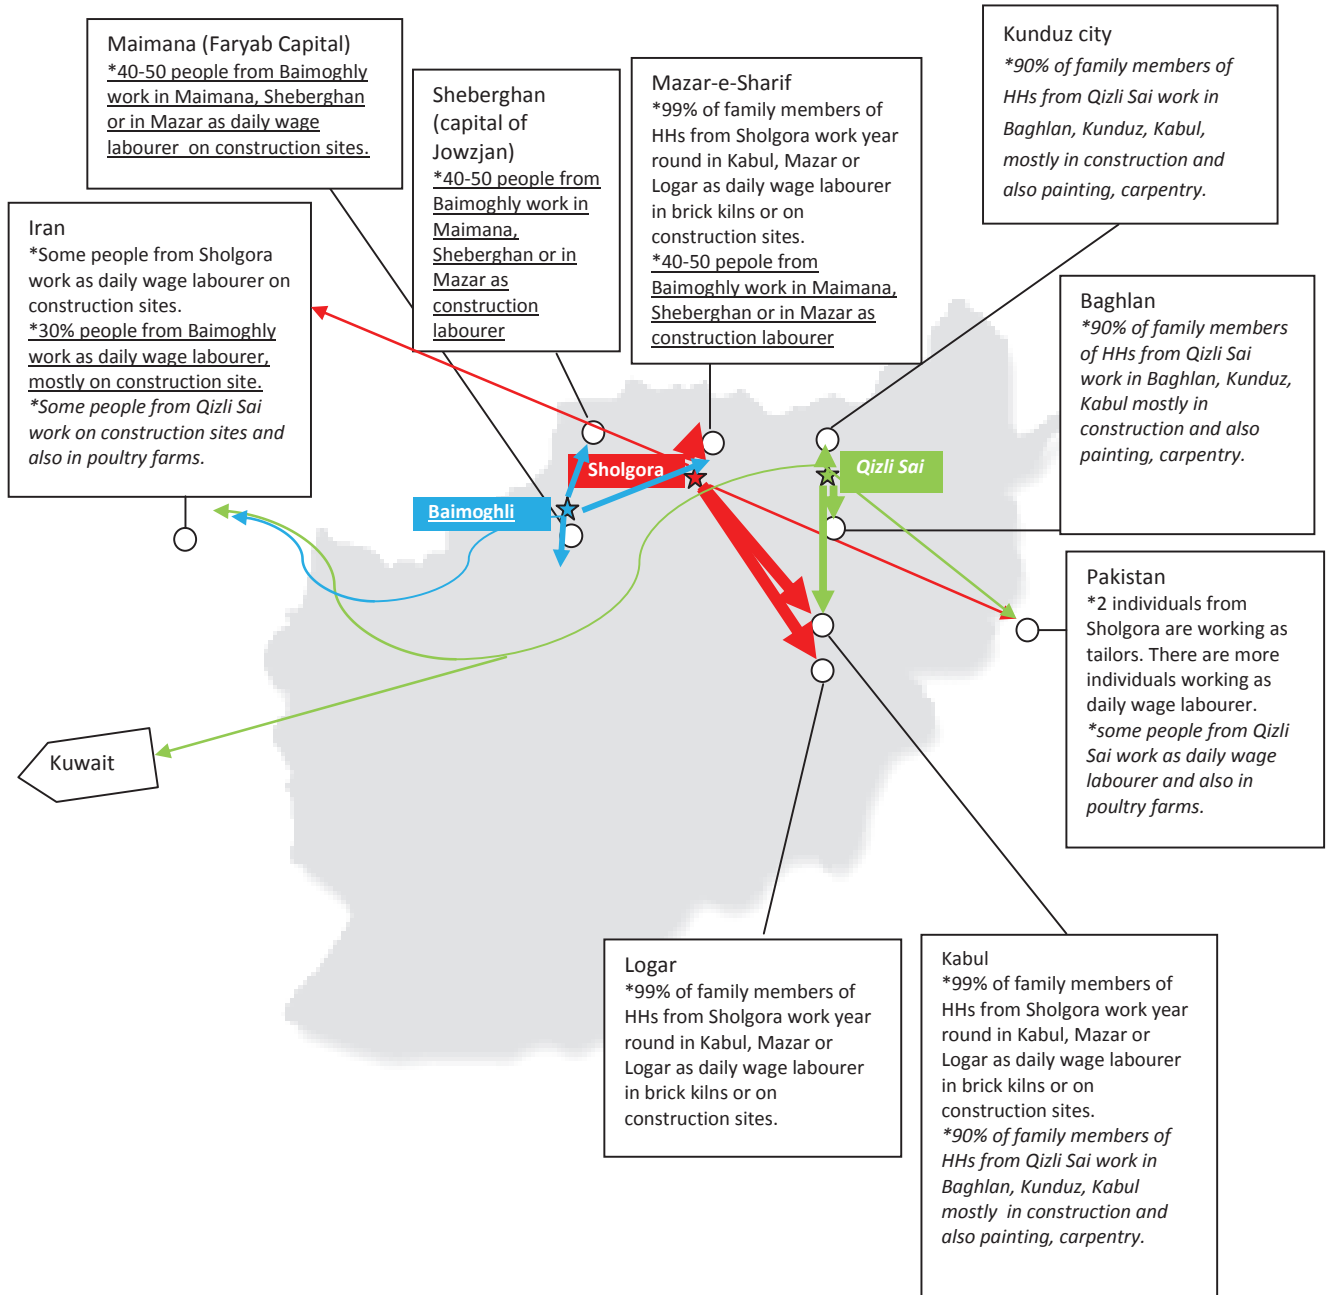 Maimana (Faryab Capital)
*40-50 people from Baimoghly
work in Maimana, Sheberghan
or in Mazar as daily wage
labourer on construction sites.
Sheberghan
(capital of
Jowzjan)
*40-50 people from
Baimoghly work in
Maimana,
Sheberghan or in
Mazar as
construction
labourer
Mazar-e-Sharif
*99% of family members of
HHs from Sholgora work year
round in Kabul, Mazar or
Logar as daily wage labourer
in brick kilns or on
construction sites.
*40-50 pepole from
Baimoghly work in Maimana,
Sheberghan or in Mazar as
construction labourer
Kunduz city
*90% of family members of
HHs from Qizli Sai work in
Baghlan, Kunduz, Kabul,
mostly in construction and
also painting, carpentry.
Iran
*Some people from Sholgora
work as daily wage labourer on
construction sites.
*30% people from Baimoghly
work as daily wage labourer,
mostly on construction site.
*Some people from Qizli Sai
work on construction sites and
also in poultry farms.
Baghlan
*90% of family members
of HHs from Qizli Sai
work in Baghlan, Kunduz,
Kabul mostly in
construction and also
painting, carpentry.
Sholgora
Qizli Sai
Baimoghli
Pakistan
*2 individuals from
Sholgora are working as
tailors. There are more
individuals working as
daily wage labourer.
*some people from Qizli
Sai work as daily wage
labourer and also in
poultry farms.
Kuwait
Logar
*99% of family members of
HHs from Sholgora work year
round in Kabul, Mazar or
Logar as daily wage labourer
in brick kilns or on
construction sites.
Kabul
*99% of family members of
HHs from Sholgora work year
round in Kabul, Mazar or
Logar as daily wage labourer
in brick kilns or on
construction sites.
*90% of family members of
HHs from Qizli Sai work in
Baghlan, Kunduz, Kabul
mostly in construction and
also painting, carpentry.